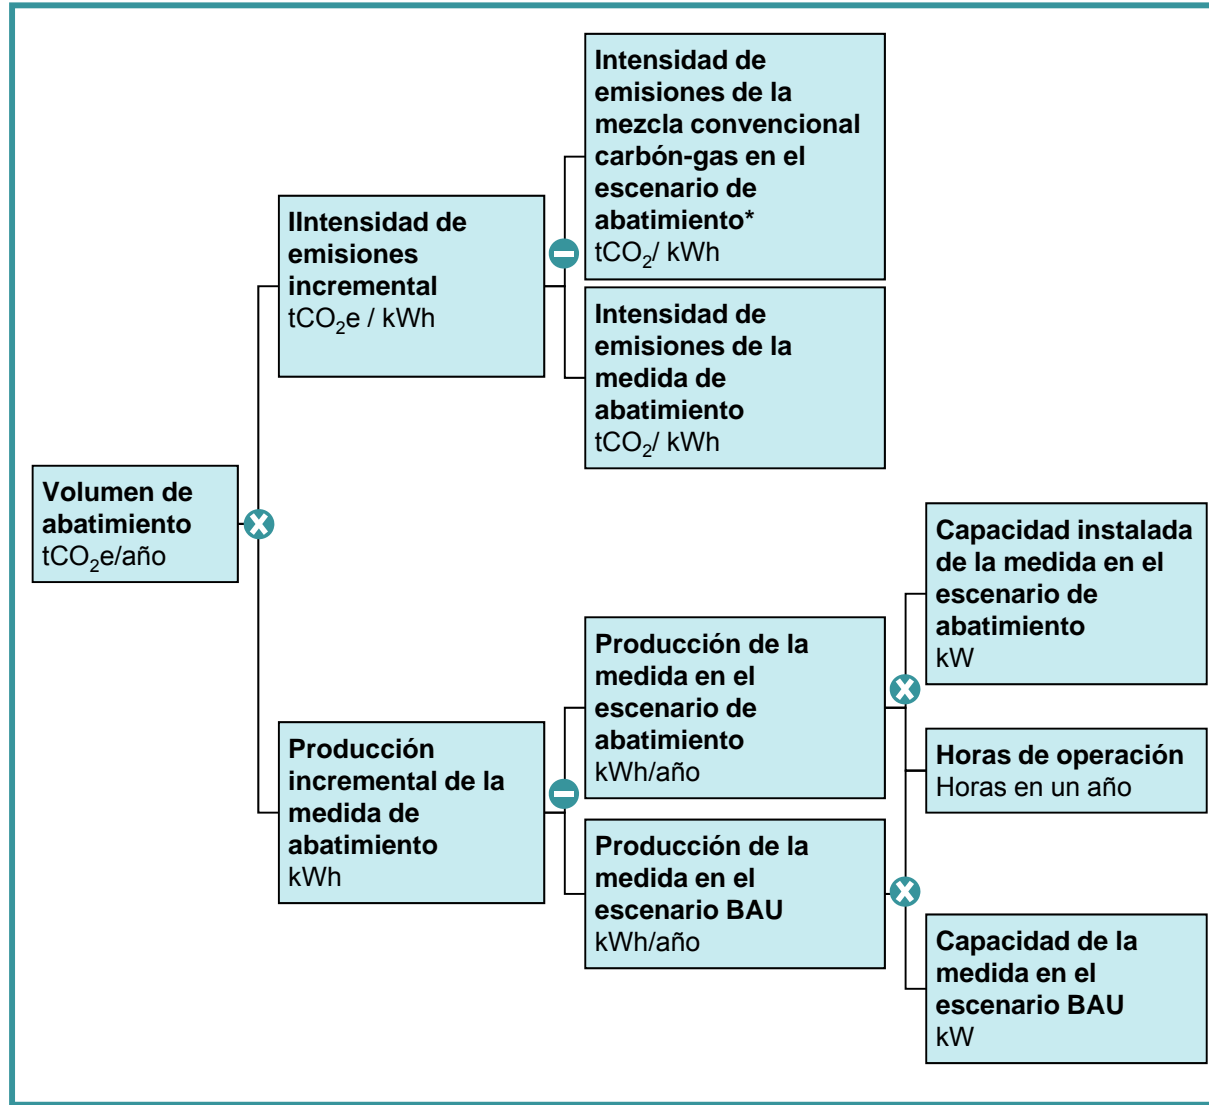 Intensidad de
emisiones de la
mezcla convencional
carbón-gas en el
escenario de
abatimiento*
tCO₂/ kWh
IIntensidad de
emisiones
incremental
tCO₂e / kWh
Intensidad de
emisiones de la
medida de
abatimiento
tCO₂/ kWh
Volumen de
abatimiento
tCO₂e/año
Capacidad instalada
de la medida en el
escenario de
abatimiento
kW
Producción de la
medida en el
escenario de
abatimiento
kWh/año
Producción
incremental de la
medida de
abatimiento
kWh
Horas de operación
Horas en un año
Producción de la
medida en el
escenario BAU
kWh/año
Capacidad de la
medida en el
escenario BAU
kW